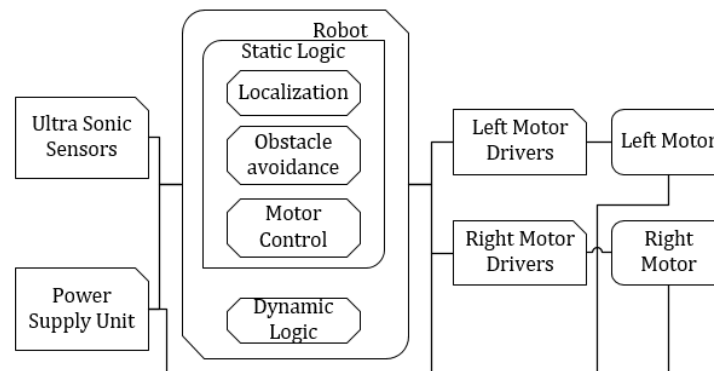 Robot
Static Logic
Localization
Obstacle
avoidance
Motor
Control
Dynamic
Logic
Ultra Sonic
Sensors
Power
Supply Unit
Left Motor
Drivers
Left Motor
Right Motor
Drivers
Right
Motor